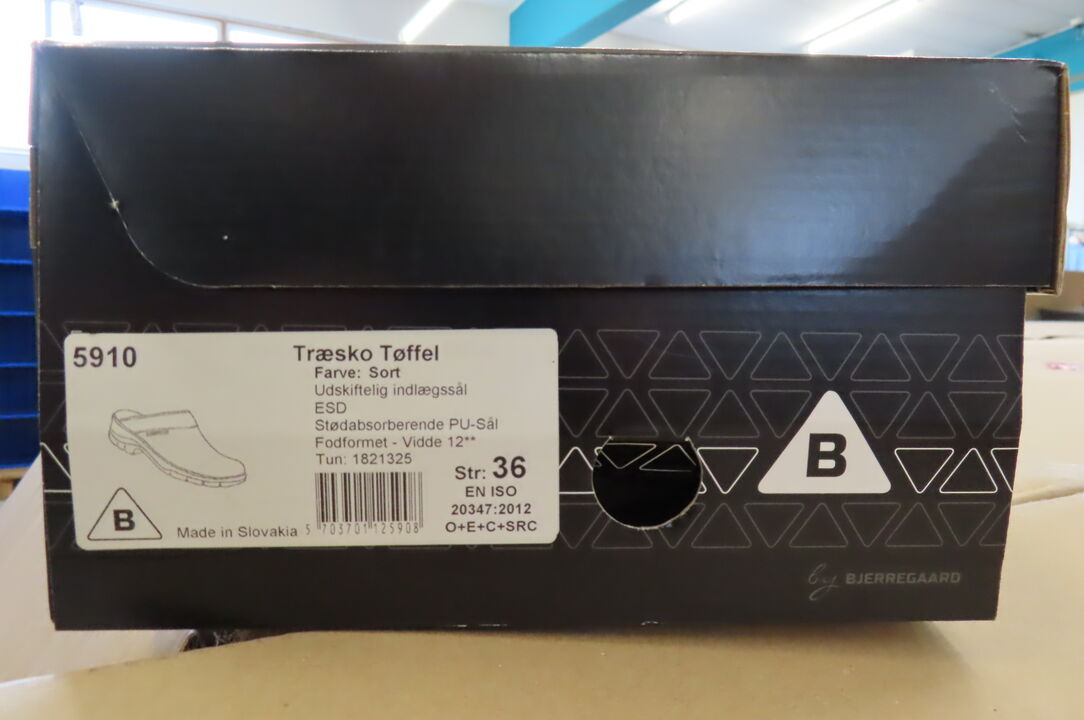 5910
Træsko Tøffel
Farve: Sort
Udskiftelig indlægssål
ESD
Stødabsorberende PU-Sål
Fodformet - Vidde 12**
Tun: 1821325
Str: 36
EN ISO
20347:2012
O+E+C+SRC
B
Made in Slovakia
5 703701 125908
B
by BJERREGAARD